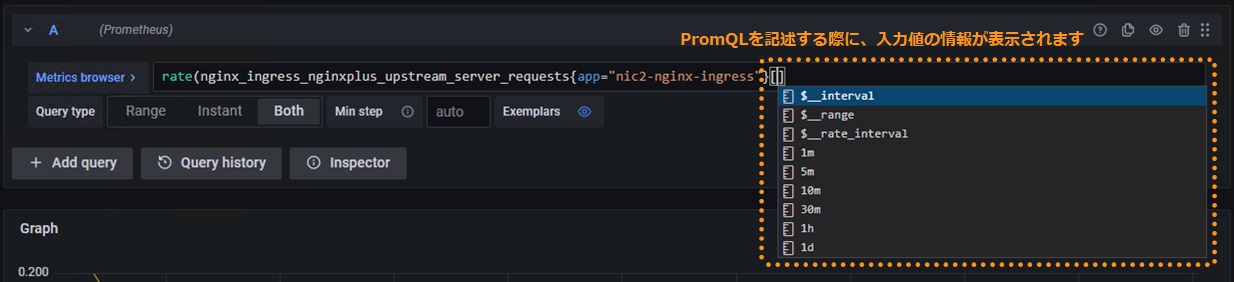 A (Prometheus)
PromQLを記述する際に、入力値の情報が表示されます
Metrics browser > rate(nginx_ingress_nginxplus_upstream_server_requests{app="nic2-nginx-ingress"}[]
Query type Range Instant Both Min step auto Exemplars
+ Add query Query history Inspector
$__interval
$__range
$__rate_interval
1m
5m
10m
30m
1h
1d
Graph
0.200